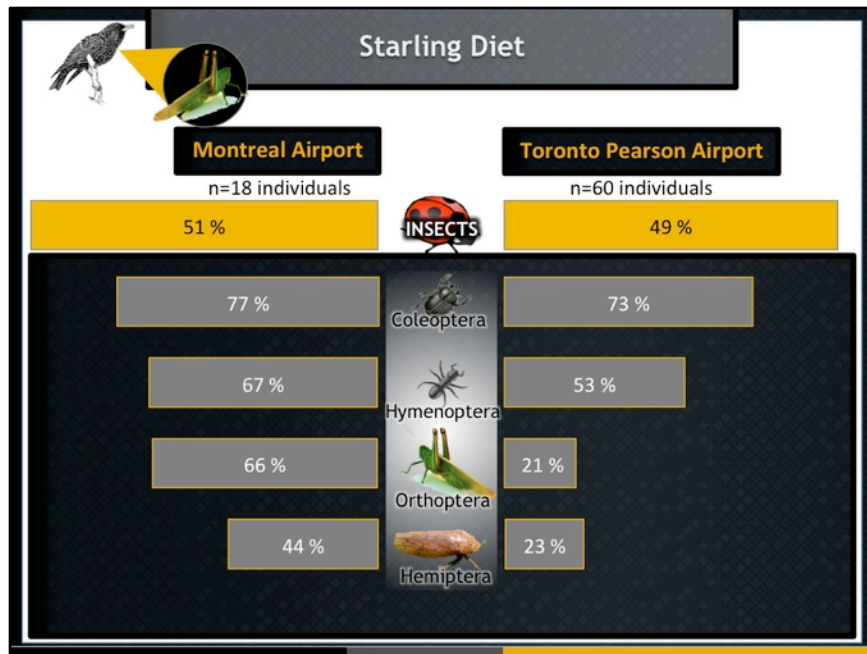 Starling Diet
Montreal Airport
Toronto Pearson Airport
n=18 individuals
n=60 individuals
51 %
INSECTS
49 %
77 %
Coleoptera
73 %
67 %
Hymenoptera
53 %
66 %
Orthoptera
21 %
44 %
Hemiptera
23 %